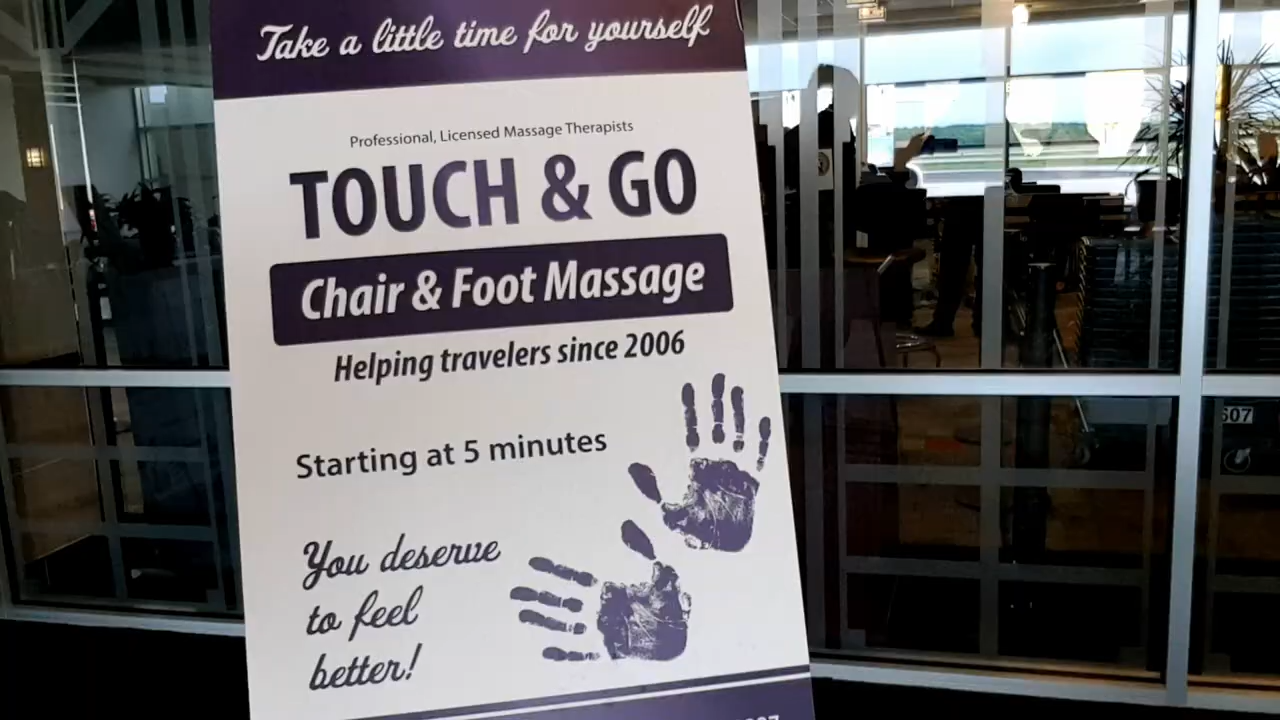 Take a little time for yourself
Professional, Licensed Massage Therapists
TOUCH & GO
Chair & Foot Massage
Helping travelers since 2006
Starting at 5 minutes
You deserve
to feel
better!
607